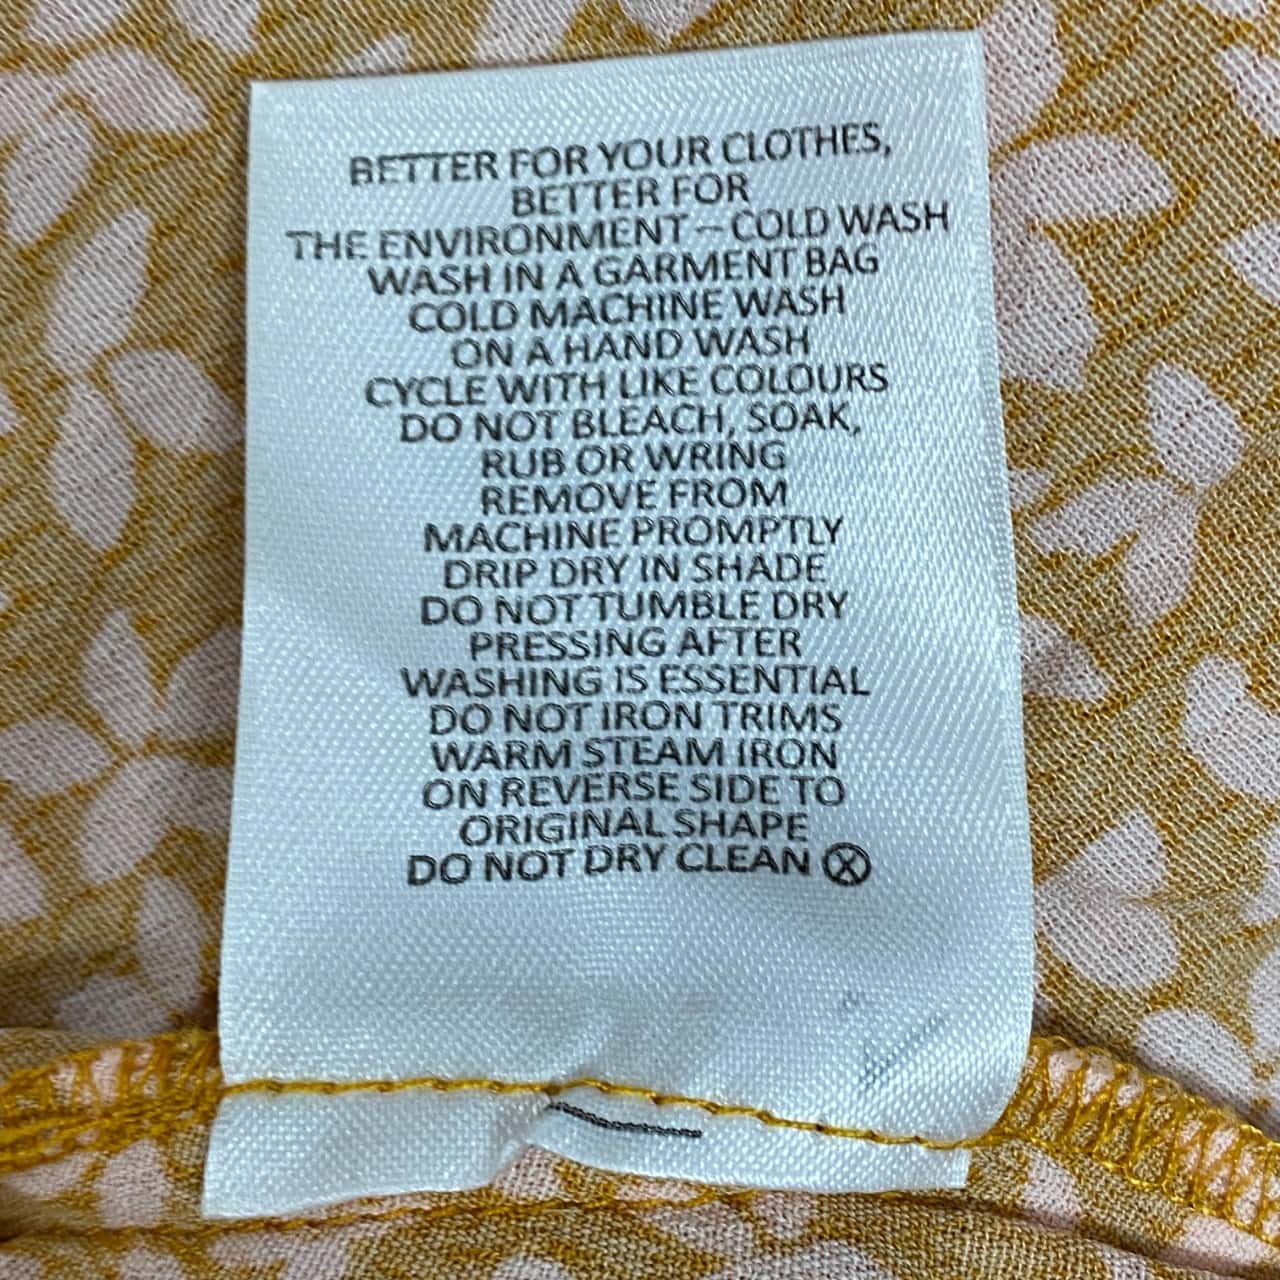 BETTER FOR YOUR CLOTHES,
BETTER FOR
THE ENVIRONMENT – COLD WASH
WASH IN A GARMENT BAG
COLD MACHINE WASH
ON A HAND WASH
CYCLE WITH LIKE COLOURS
DO NOT BLEACH, SOAK,
RUB OR WRING
REMOVE FROM
MACHINE PROMPTLY
DRIP DRY IN SHADE
DO NOT TUMBLE DRY
PRESSING AFTER
WASHING IS ESSENTIAL
DO NOT IRON TRIMS
WARM STEAM IRON
ON REVERSE SIDE TO
ORIGINAL SHAPE
DO NOT DRY CLEAN